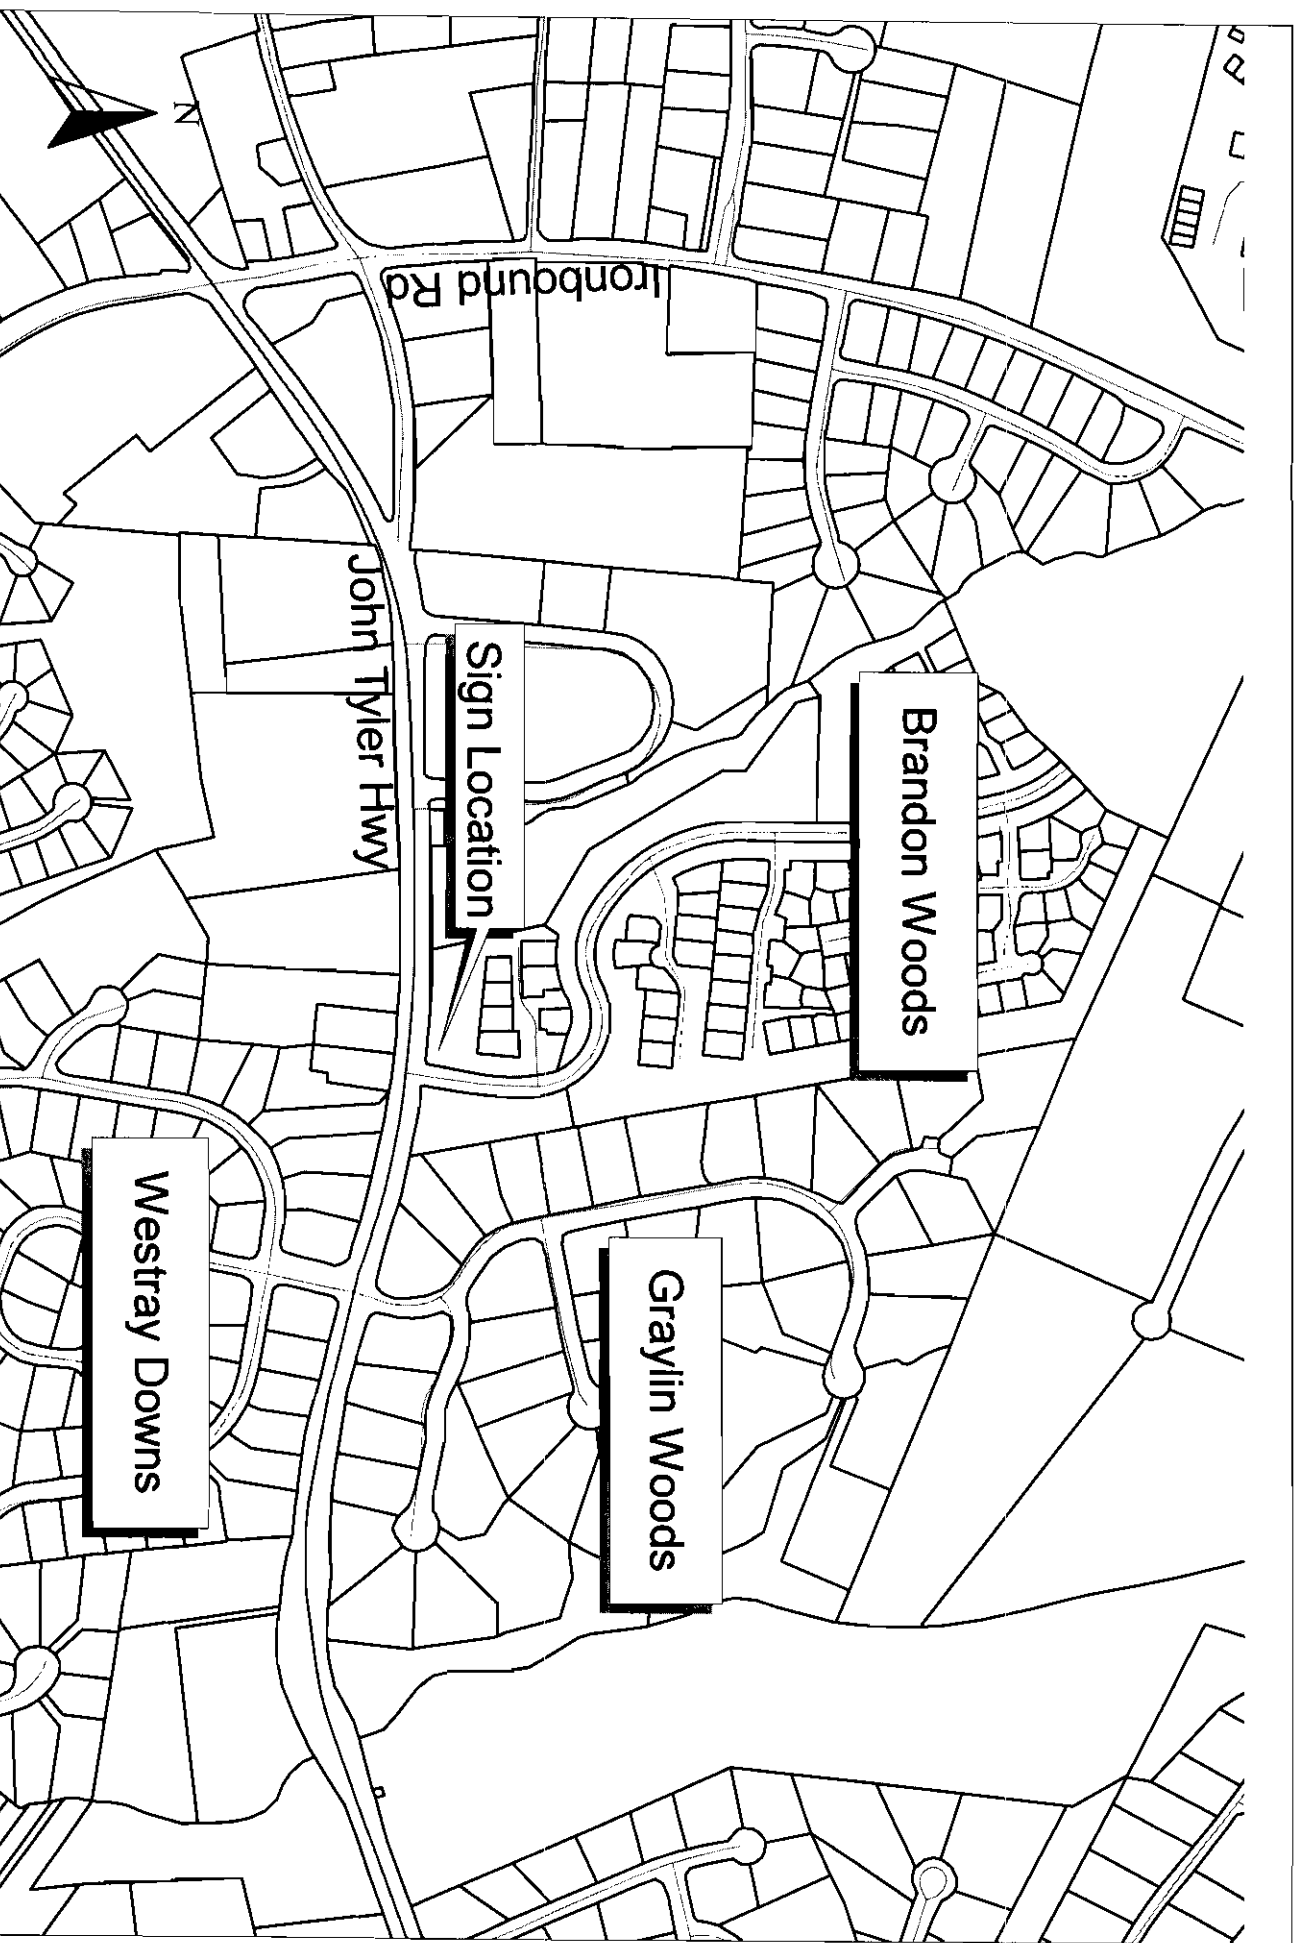 N
Ironbound Rd
John Tyler Hwy
Sign Location
Brandon Woods
Graylin Woods
Westray Downs